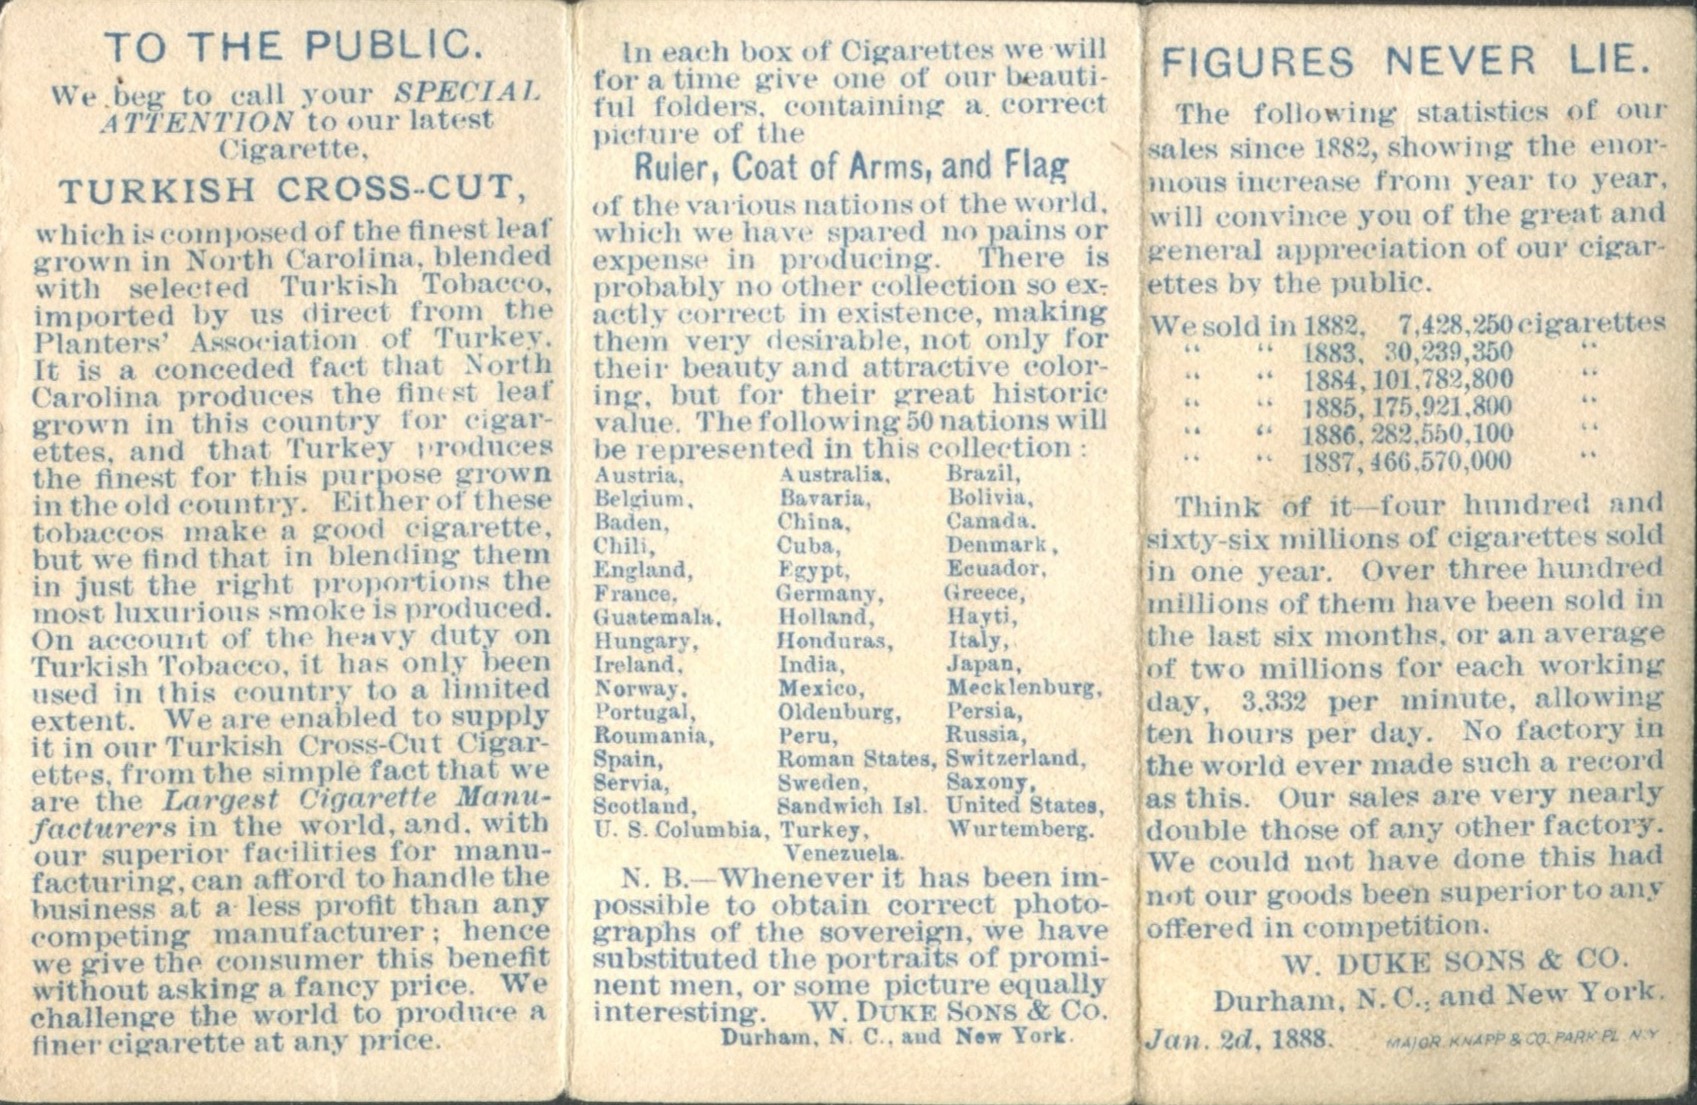 TO THE PUBLIC.
We beg to call your SPECIAL
ATTENTION to our latest
Cigarette,
TURKISH CROSS-CUT,
which is composed of the finest leaf
grown in North Carolina, blended
with selected Turkish Tobacco,
imported by us direct from the
Planters' Association of Turkey.
It is a conceded fact that North
Carolina produces the finest leaf
grown in this country for cigar-
ettes, and that Turkey produces
the finest for this purpose grown
in the old country. Either of these
tobaccos make a good cigarette,
but we find that in blending them
in just the right proportions the
most luxurious smoke is produced.
On account of the heavy duty on
Turkish Tobacco, it has only been
used in this country to a limited
extent. We are enabled to supply
it in our Turkish Cross-Cut Cigar-
ettes, from the simple fact that we
are the Largest Cigarette Manu-
facturers in the world, and, with
our superior facilities for manu-
facturing, can afford to handle the
business at a less profit than any
competing manufacturer; hence
we give the consumer this benefit
without asking a fancy price. We
challenge the world to produce a
finer cigarette at any price.
In each box of Cigarettes we will
for a time give one of our beauti-
ful folders, containing a correct
picture of the
Ruler, Coat of Arms, and Flag
of the various nations of the world,
which we have spared no pains or
expense in producing. There is
probably no other collection so ex-
actly correct in existence, making
them very desirable, not only for
their beauty and attractive color-
ing, but for their great historic
value. The following 50 nations will
be represented in this collection:
Austria, Australia, Brazil,
Belgium, Bavaria, Bolivia,
Baden, China, Canada.
Chili, Cuba, Denmark,
England, Egypt, Ecuador,
France, Germany, Greece,
Guatemala, Holland, Hayti,
Hungary, Honduras, Italy,
Ireland, India, Japan,
Norway, Mexico, Mecklenburg,
Portugal, Oldenburg, Persia,
Roumania, Peru, Russia,
Spain, Roman States, Switzerland,
Servia, Sweden, Saxony,
Scotland, Sandwich Isl. United States,
U. S. Columbia, Turkey, Wurtemberg.
Venezuela.
N. B.—Whenever it has been im-
possible to obtain correct photo-
graphs of the sovereign, we have
substituted the portraits of promi-
nent men, or some picture equally
interesting. W. DUKE SONS & CO.
Durham, N. C., and New York.
FIGURES NEVER LIE.
The following statistics of our
sales since 1882, showing the enor-
mous increase from year to year,
will convince you of the great and
general appreciation of our cigar-
ettes by the public.
We sold in 1882, 7,428,250 cigarettes
" " 1883, 30,239,350 "
" " 1884, 101,782,800 "
" " 1885, 175,921,800 "
" " 1886, 282,550,100 "
" " 1887, 466,570,000 "
Think of it—four hundred and
sixty-six millions of cigarettes sold
in one year. Over three hundred
millions of them have been sold in
the last six months, or an average
of two millions for each working
day, 3,332 per minute, allowing
ten hours per day. No factory in
the world ever made such a record
as this. Our sales are very nearly
double those of any other factory.
We could not have done this had
not our goods been superior to any
offered in competition.
W. DUKE SONS & CO.
Durham, N. C., and New York.
Jan. 2d, 1888. MAJOR KNAPP & CO. PARK PL. N.Y